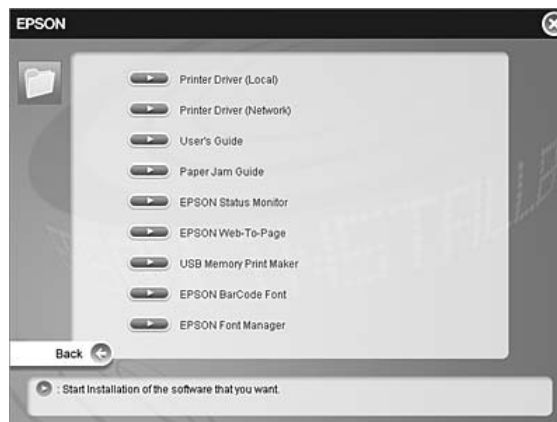 EPSON
Printer Driver (Local)
Printer Driver (Network)
User's Guide
Paper Jam Guide
EPSON Status Monitor
EPSON Web-To-Page
USB Memory Print Maker
EPSON BarCode Font
EPSON Font Manager
Back
: Start Installation of the software that you want.